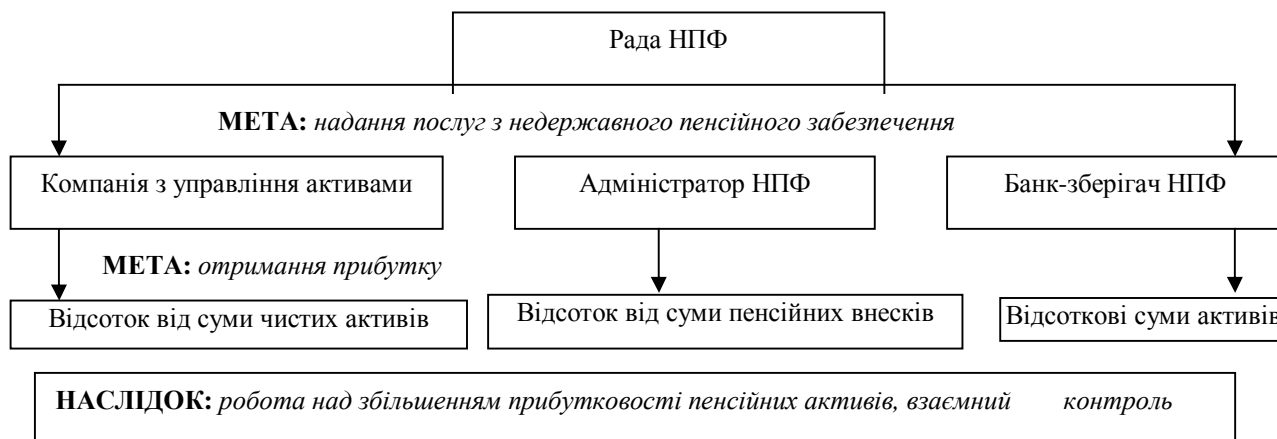 Рада НПФ
МЕТА: надання послуг з недержавного пенсійного забезпечення
Компанія з управління активами
Адміністратор НПФ
Банк-зберігач НПФ
МЕТА: отримання прибутку
Відсоток від суми чистих активів
Відсоток від суми пенсійних внесків
Відсоткові суми активів
НАСЛІДОК: робота над збільшенням прибутковості пенсійних активів, взаємний контроль